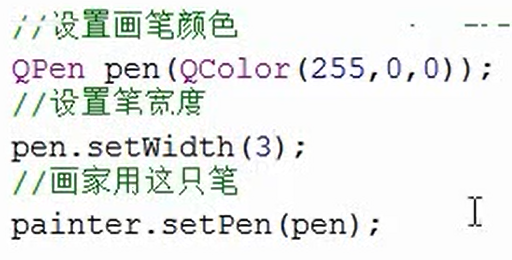 //设置画笔颜色
QPen pen(QColor(255,0,0));
//设置笔宽度
pen.setWidth(3);
//画家用这只笔
painter.setPen(pen);